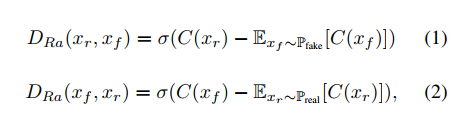 D_{Ra}(x_r, x_f) = σ(C(x_r) − 𝔼_{x_f∼ℙ_{fake}}[C(x_f)]) (1)
D_{Ra}(x_f, x_r) = σ(C(x_f) − 𝔼_{x_r∼ℙ_{real}}[C(x_r)]), (2)